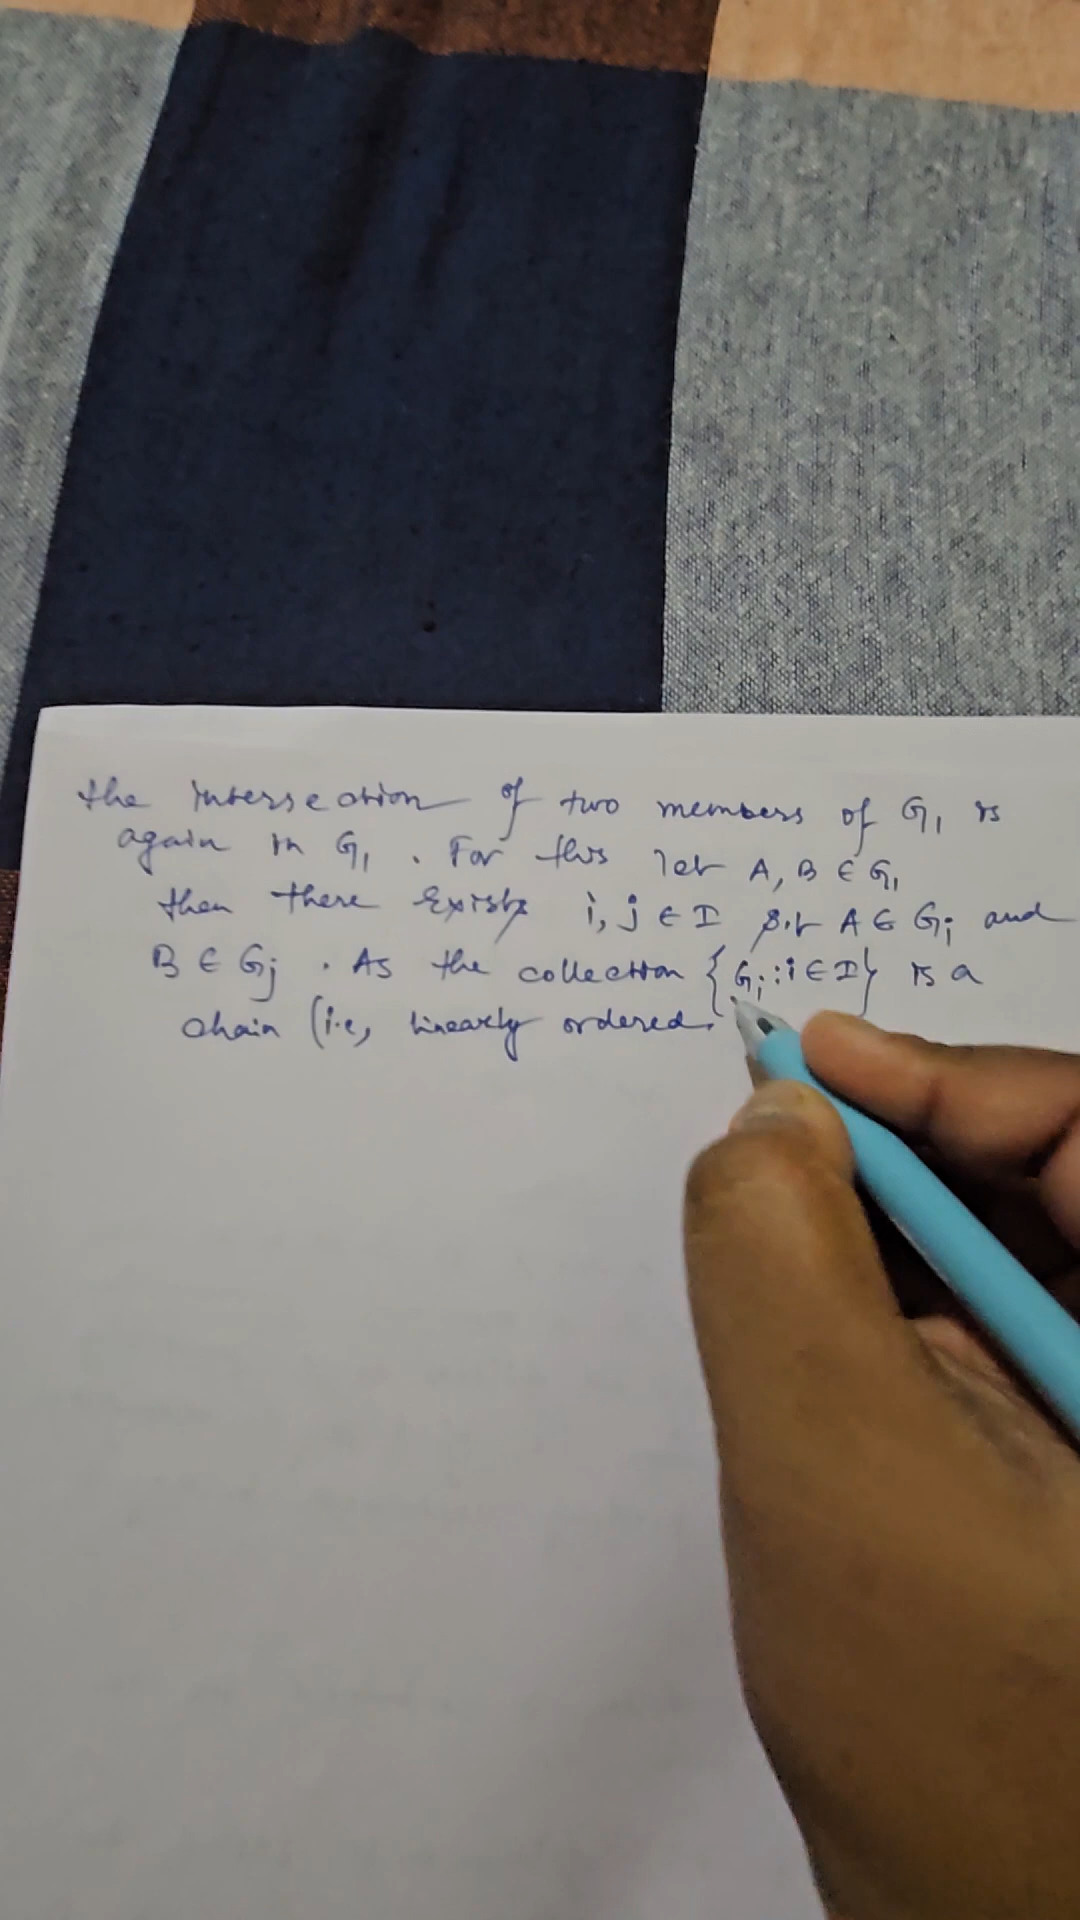 the intersection of two members of G₁ is
again in G₁ . For this let A, B ∈ G₁
then there exists i, j ∈ I s.t A ∈ Gᵢ and
B ∈ Gⱼ . As the collection {Gᵢ : i ∈ I} is a
chain (i.e, linearly ordered